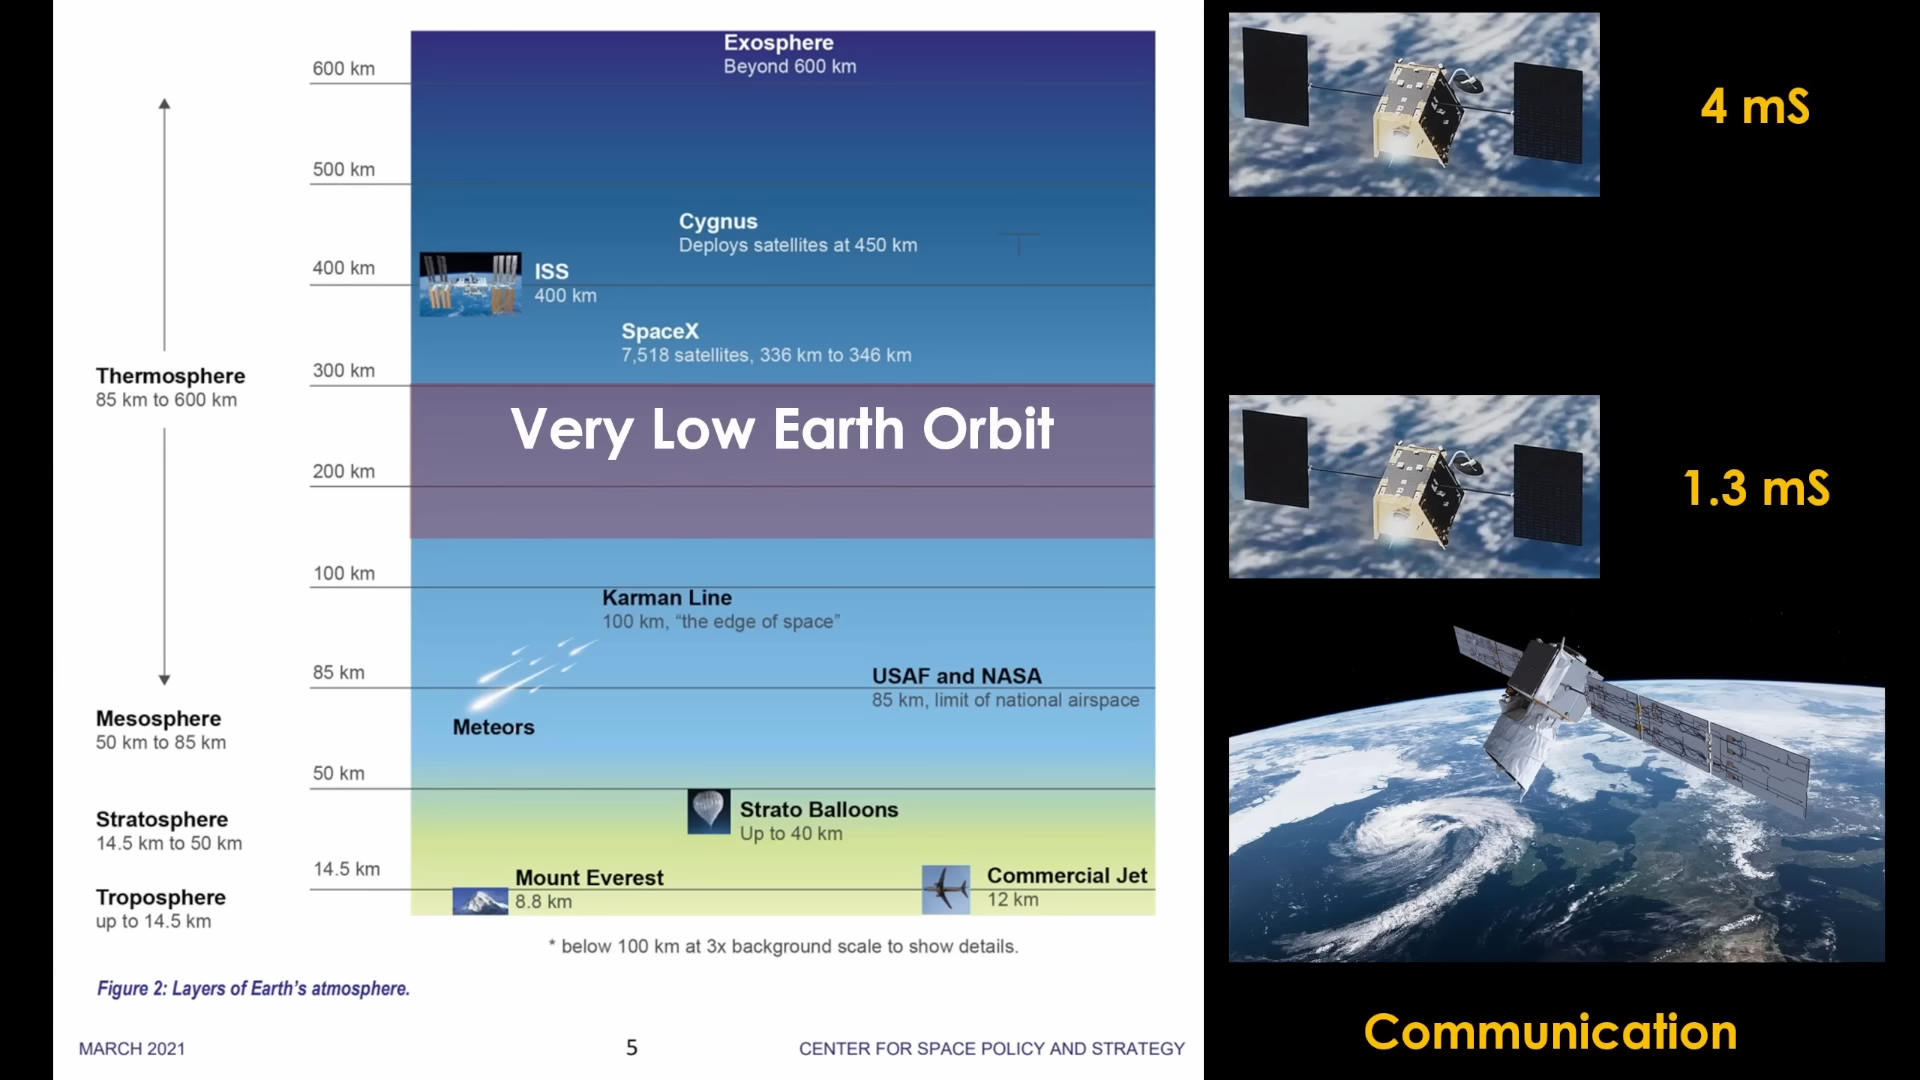 Exosphere
Beyond 600 km
600 km
500 km
Cygnus
Deploys satellites at 450 km
400 km
ISS
400 km
SpaceX
7,518 satellites, 336 km to 346 km
300 km
Thermosphere
85 km to 600 km
Very Low Earth Orbit
200 km
100 km
Karman Line
100 km, “the edge of space”
85 km
USAF and NASA
85 km, limit of national airspace
Mesosphere
50 km to 85 km
Meteors
50 km
Stratosphere
14.5 km to 50 km
Strato Balloons
Up to 40 km
14.5 km
Mount Everest
8.8 km
Commercial Jet
12 km
Troposphere
up to 14.5 km
* below 100 km at 3x background scale to show details.
Figure 2: Layers of Earth’s atmosphere.
MARCH 2021
5
CENTER FOR SPACE POLICY AND STRATEGY
4 mS
1.3 mS
Communication